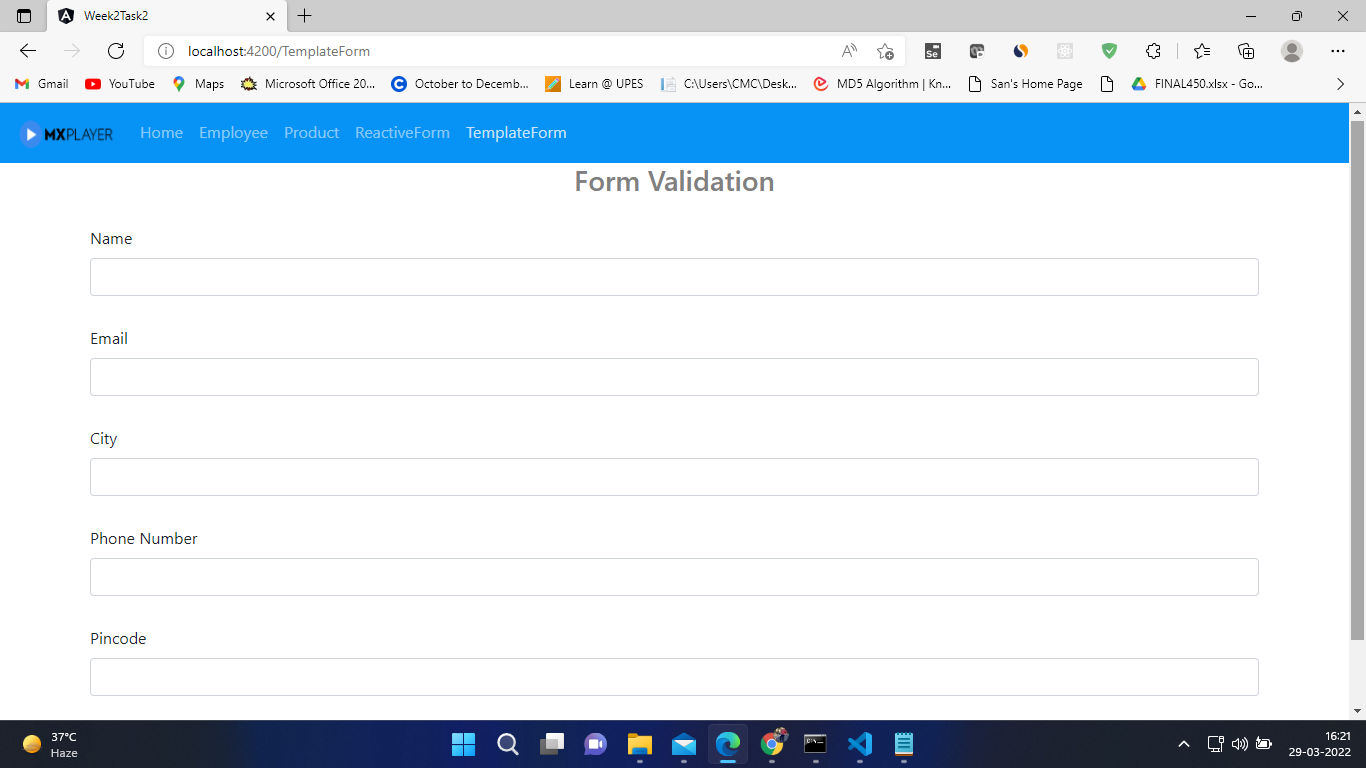 Week2Task2
localhost:4200/TemplateForm
Gmail YouTube Maps Microsoft Office 20... October to Decemb... Learn @ UPES C:\Users\CMC\Desk... MD5 Algorithm | Kn... San's Home Page FINAL450.xlsx - Go...
MXPLAYER Home Employee Product ReactiveForm TemplateForm
Form Validation
Name
Email
City
Phone Number
Pincode
37°C
Haze
16:21
29-03-2022